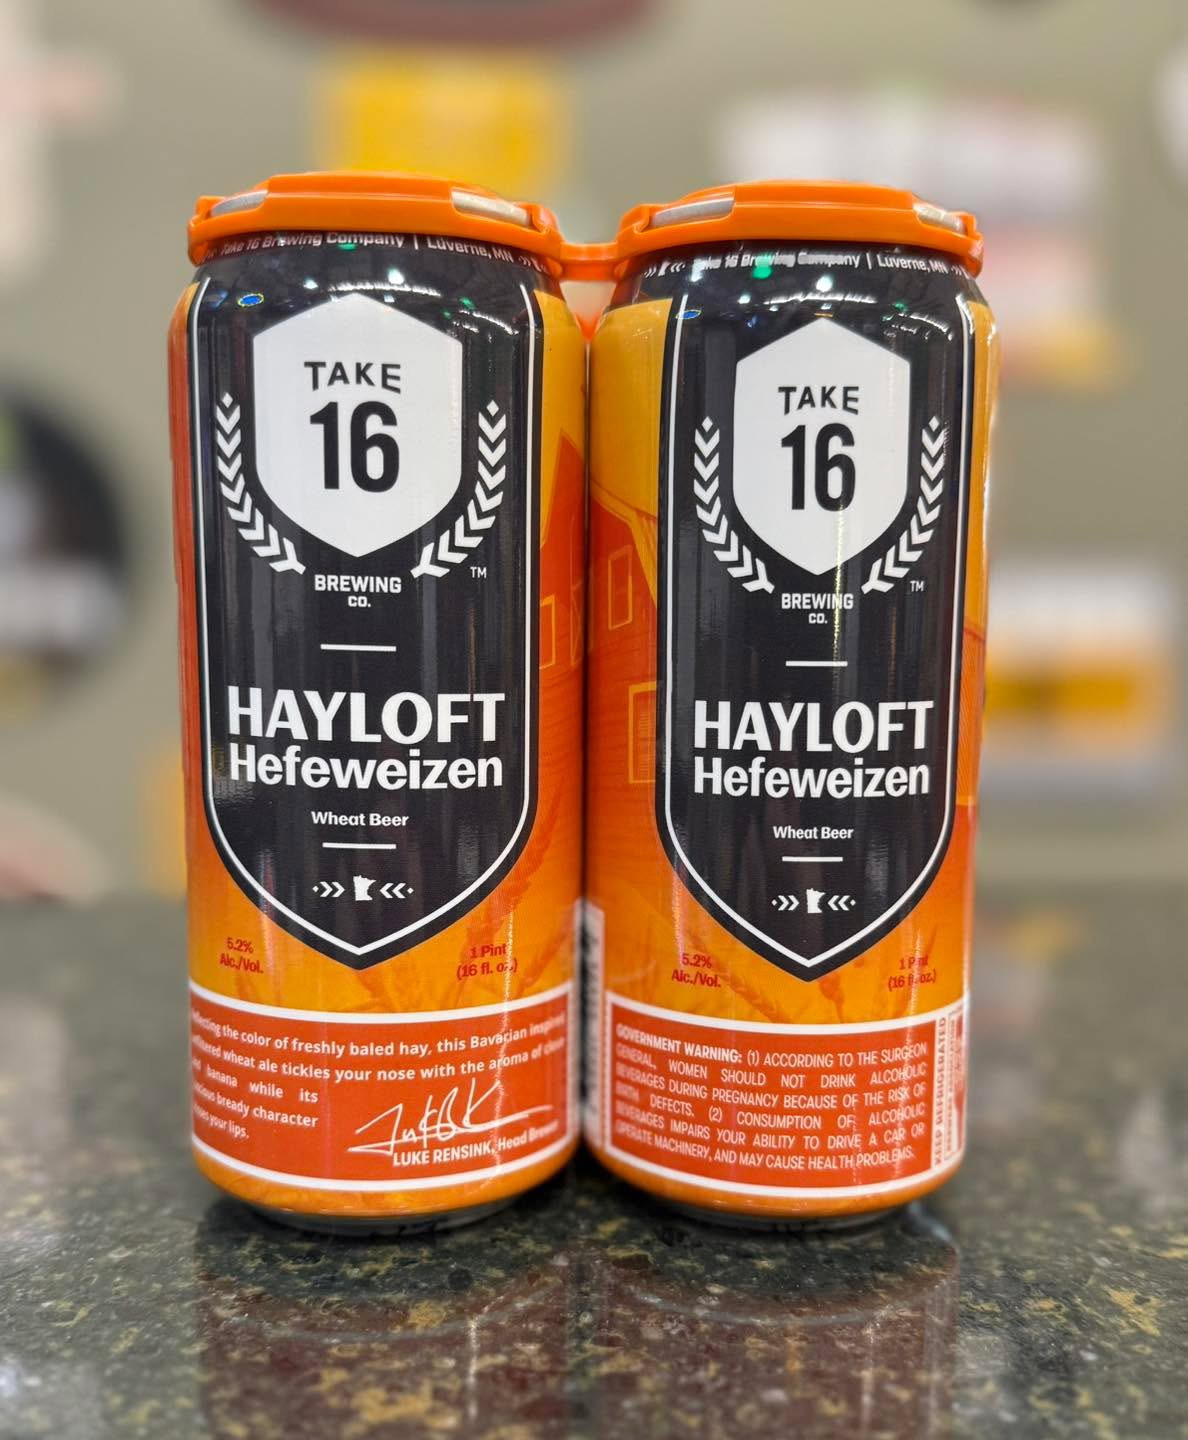 Take 16 Brewing Company | Luverne, MN
TAKE
16
BREWING
CO.
TM
HAYLOFT
Hefeweizen
Wheat Beer
5.2%
Alc./Vol.
1 Pint
(16 fl. oz.)
the color of freshly baled hay, this Bavarian
wheat ale tickles your nose with the aroma of
banana while its
bready character
your lips.
LUKE RENSINK, Head Brewer
Take 16 Brewing Company | Luverne, MN
TAKE
16
BREWING
CO.
TM
HAYLOFT
Hefeweizen
Wheat Beer
5.2%
Alc./Vol.
1 Pint
(16 fl. oz.)
GOVERNMENT WARNING: (1) ACCORDING TO THE SURGEON
GENERAL, WOMEN SHOULD NOT DRINK ALCOHOLIC
BEVERAGES DURING PREGNANCY BECAUSE OF THE RISK OF
BIRTH DEFECTS. (2) CONSUMPTION OF ALCOHOLIC
BEVERAGES IMPAIRS YOUR ABILITY TO DRIVE A CAR OR
OPERATE MACHINERY, AND MAY CAUSE HEALTH PROBLEMS.
KEEP REFRIGERATED